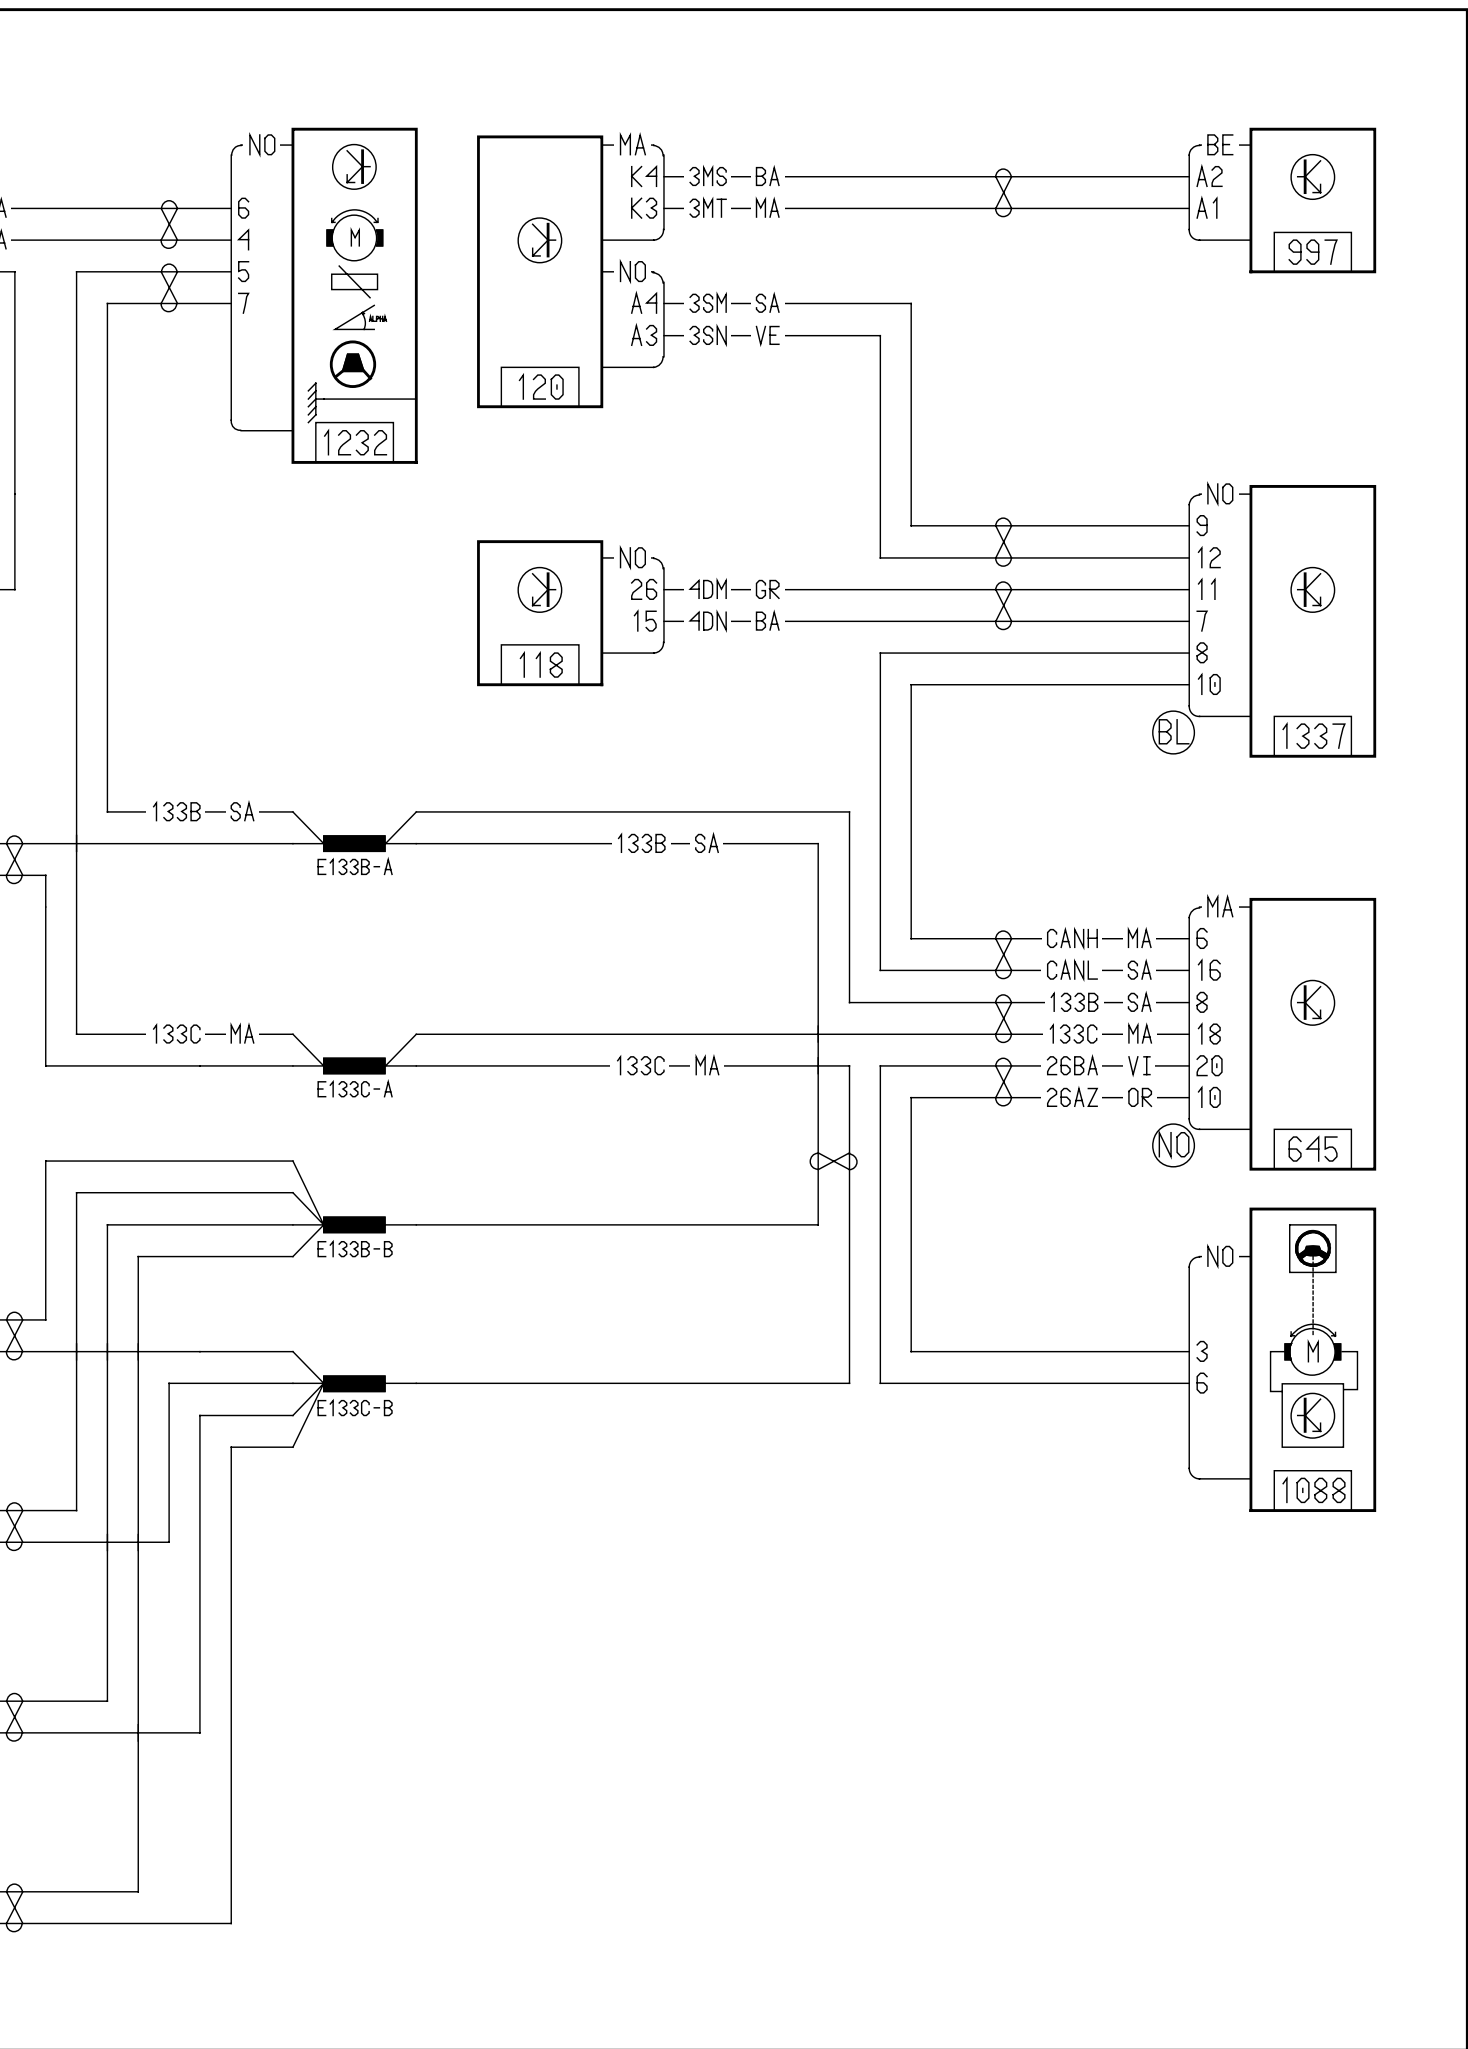 NO
6
4
5
7
M
ALPHA
1232
MA
K4 3MS BA
K3 3MT MA
NO
A4 3SM SA
A3 3SN VE
120
BE
A2
A1
997
NO
26 4DM GR
15 4DN BA
118
NO
9
12
11
7
8
10
BL
1337
133B SA
E133B-A
133B SA
133C MA
E133C-A
133C MA
MA
CANH MA 6
CANL SA 16
133B SA 8
133C MA 18
26BA VI 20
26AZ OR 10
NO
645
E133B-B
E133C-B
NO
3
6
M
1088